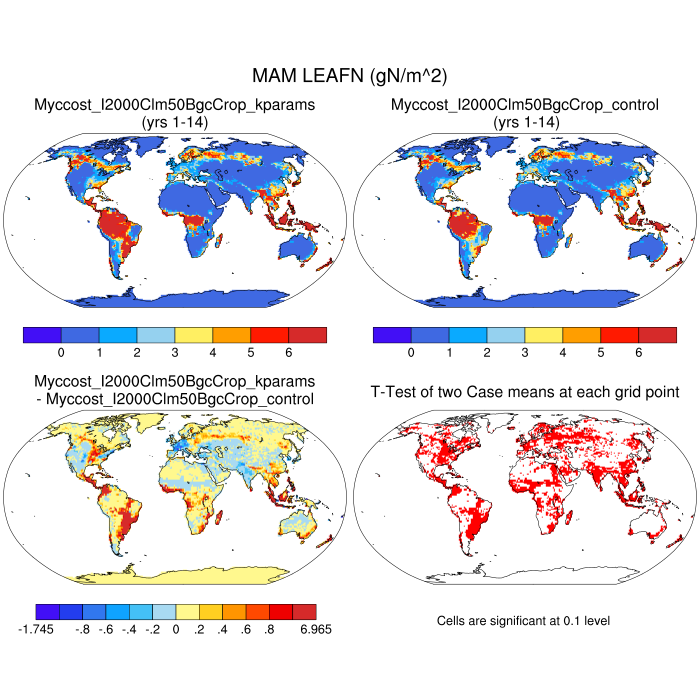 MAM LEAFN (gN/m^2)
Myccost_I2000Clm50BgcCrop_kparams
(yrs 1-14)
Myccost_I2000Clm50BgcCrop_control
(yrs 1-14)
0 1 2 3 4 5 6
0 1 2 3 4 5 6
Myccost_I2000Clm50BgcCrop_kparams
- Myccost_I2000Clm50BgcCrop_control
T-Test of two Case means at each grid point
-1.745 -.8 -.6 -.4 -.2 0 .2 .4 .6 .8 6.965
Cells are significant at 0.1 level